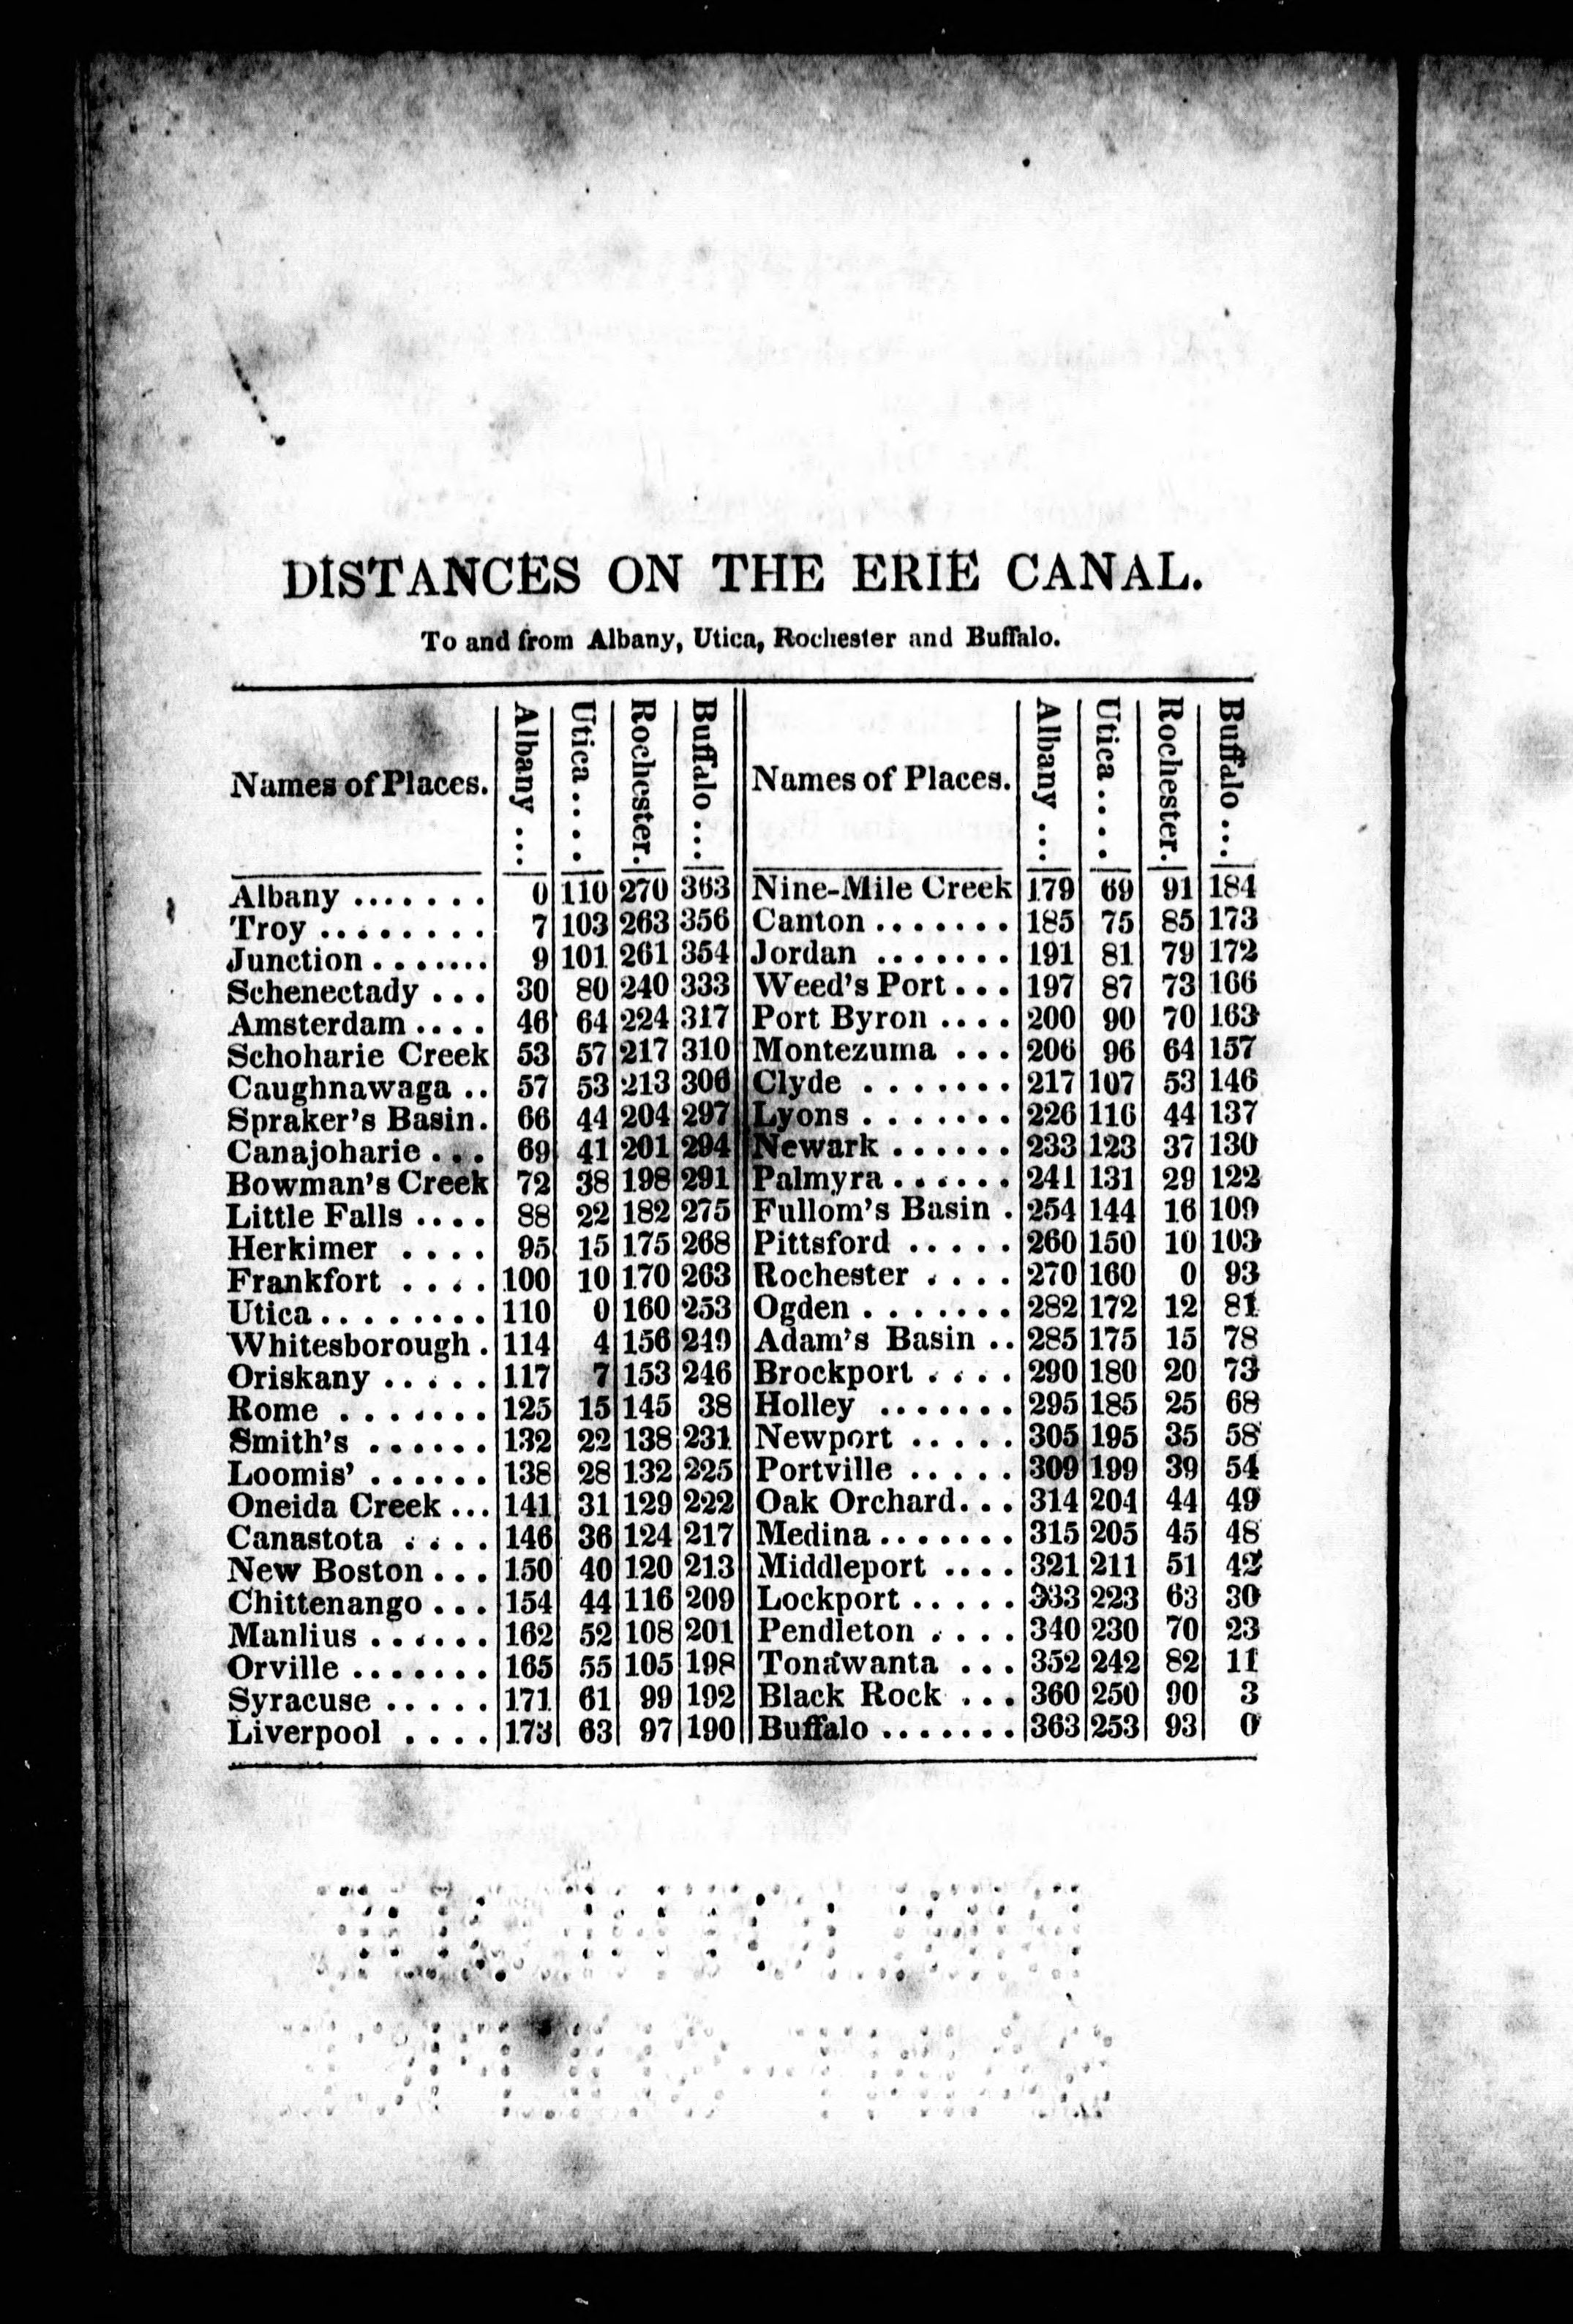 DISTANCES ON THE ERIE CANAL.
To and from Albany, Utica, Rochester and Buffalo.
Names of Places. Albany ... Utica .... Rochester. Buffalo ... Names of Places. Albany ... Utica .... Rochester. Buffalo ...
Albany ....... 0 110 270 363 Nine-Mile Creek 179 69 91 184
Troy ........ 7 103 263 356 Canton ....... 185 75 85 173
Junction ....... 9 101 261 354 Jordan ....... 191 81 79 172
Schenectady ... 30 80 240 333 Weed's Port ... 197 87 73 166
Amsterdam .... 46 64 224 317 Port Byron .... 200 90 70 163
Schoharie Creek 53 57 217 310 Montezuma ... 206 96 64 157
Caughnawaga .. 57 53 213 306 Clyde ....... 217 107 53 146
Spraker's Basin. 66 44 204 297 Lyons ....... 226 116 44 137
Canajoharie ... 69 41 201 294 Newark ...... 233 123 37 130
Bowman's Creek 72 38 198 291 Palmyra ...... 241 131 29 122
Little Falls .... 88 22 182 275 Fullom's Basin . 254 144 16 109
Herkimer .... 95 15 175 268 Pittsford ..... 260 150 10 103
Frankfort .... 100 10 170 263 Rochester .... 270 160 0 93
Utica ......... 110 0 160 253 Ogden ....... 282 172 12 81
Whitesborough . 114 4 156 249 Adam's Basin .. 285 175 15 78
Oriskany ..... 117 7 153 246 Brockport .... 290 180 20 73
Rome ....... 125 15 145 38 Holley ....... 295 185 25 68
Smith's ...... 132 22 138 231 Newport ..... 305 195 35 58
Loomis' ...... 138 28 132 225 Portville ..... 309 199 39 54
Oneida Creek ... 141 31 129 222 Oak Orchard... 314 204 44 49
Canastota .... 146 36 124 217 Medina ....... 315 205 45 48
New Boston ... 150 40 120 213 Middleport .... 321 211 51 42
Chittenango ... 154 44 116 209 Lockport ..... 333 223 63 30
Manlius ...... 162 52 108 201 Pendleton .... 340 230 70 23
Orville ....... 165 55 105 198 Tonawanta ... 352 242 82 11
Syracuse ..... 171 61 99 192 Black Rock ... 360 250 90 3
Liverpool .... 173 63 97 190 Buffalo ....... 363 253 93 0